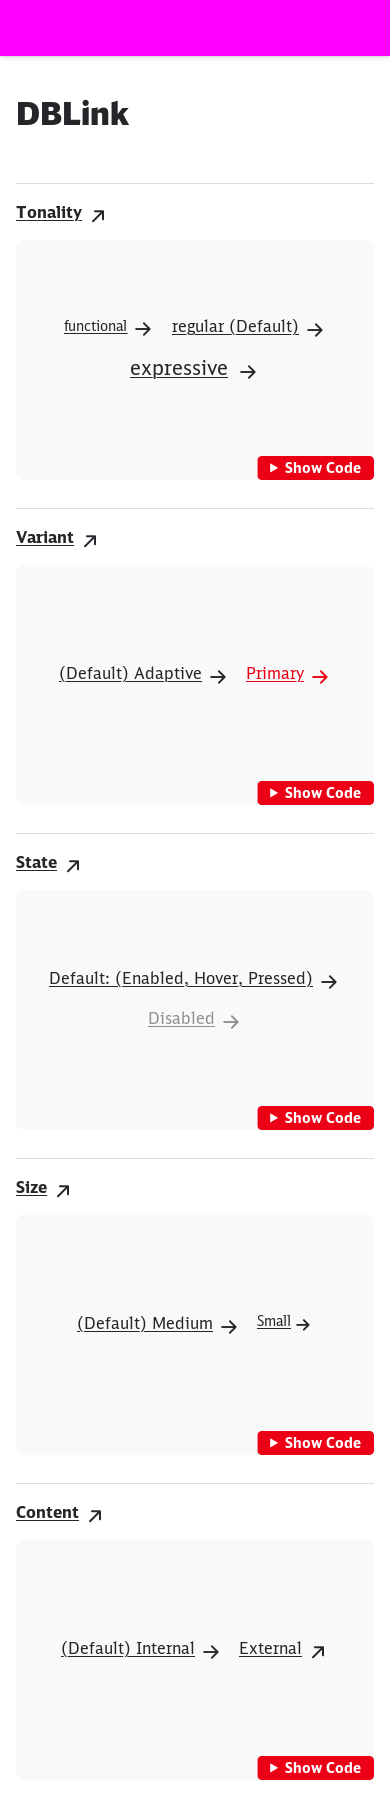 DBLink
Tonality
functional regular (Default)
expressive
Show Code
Variant
(Default) Adaptive Primary
Show Code
State
Default: (Enabled, Hover, Pressed)
Disabled
Show Code
Size
(Default) Medium Small
Show Code
Content
(Default) Internal External
Show Code